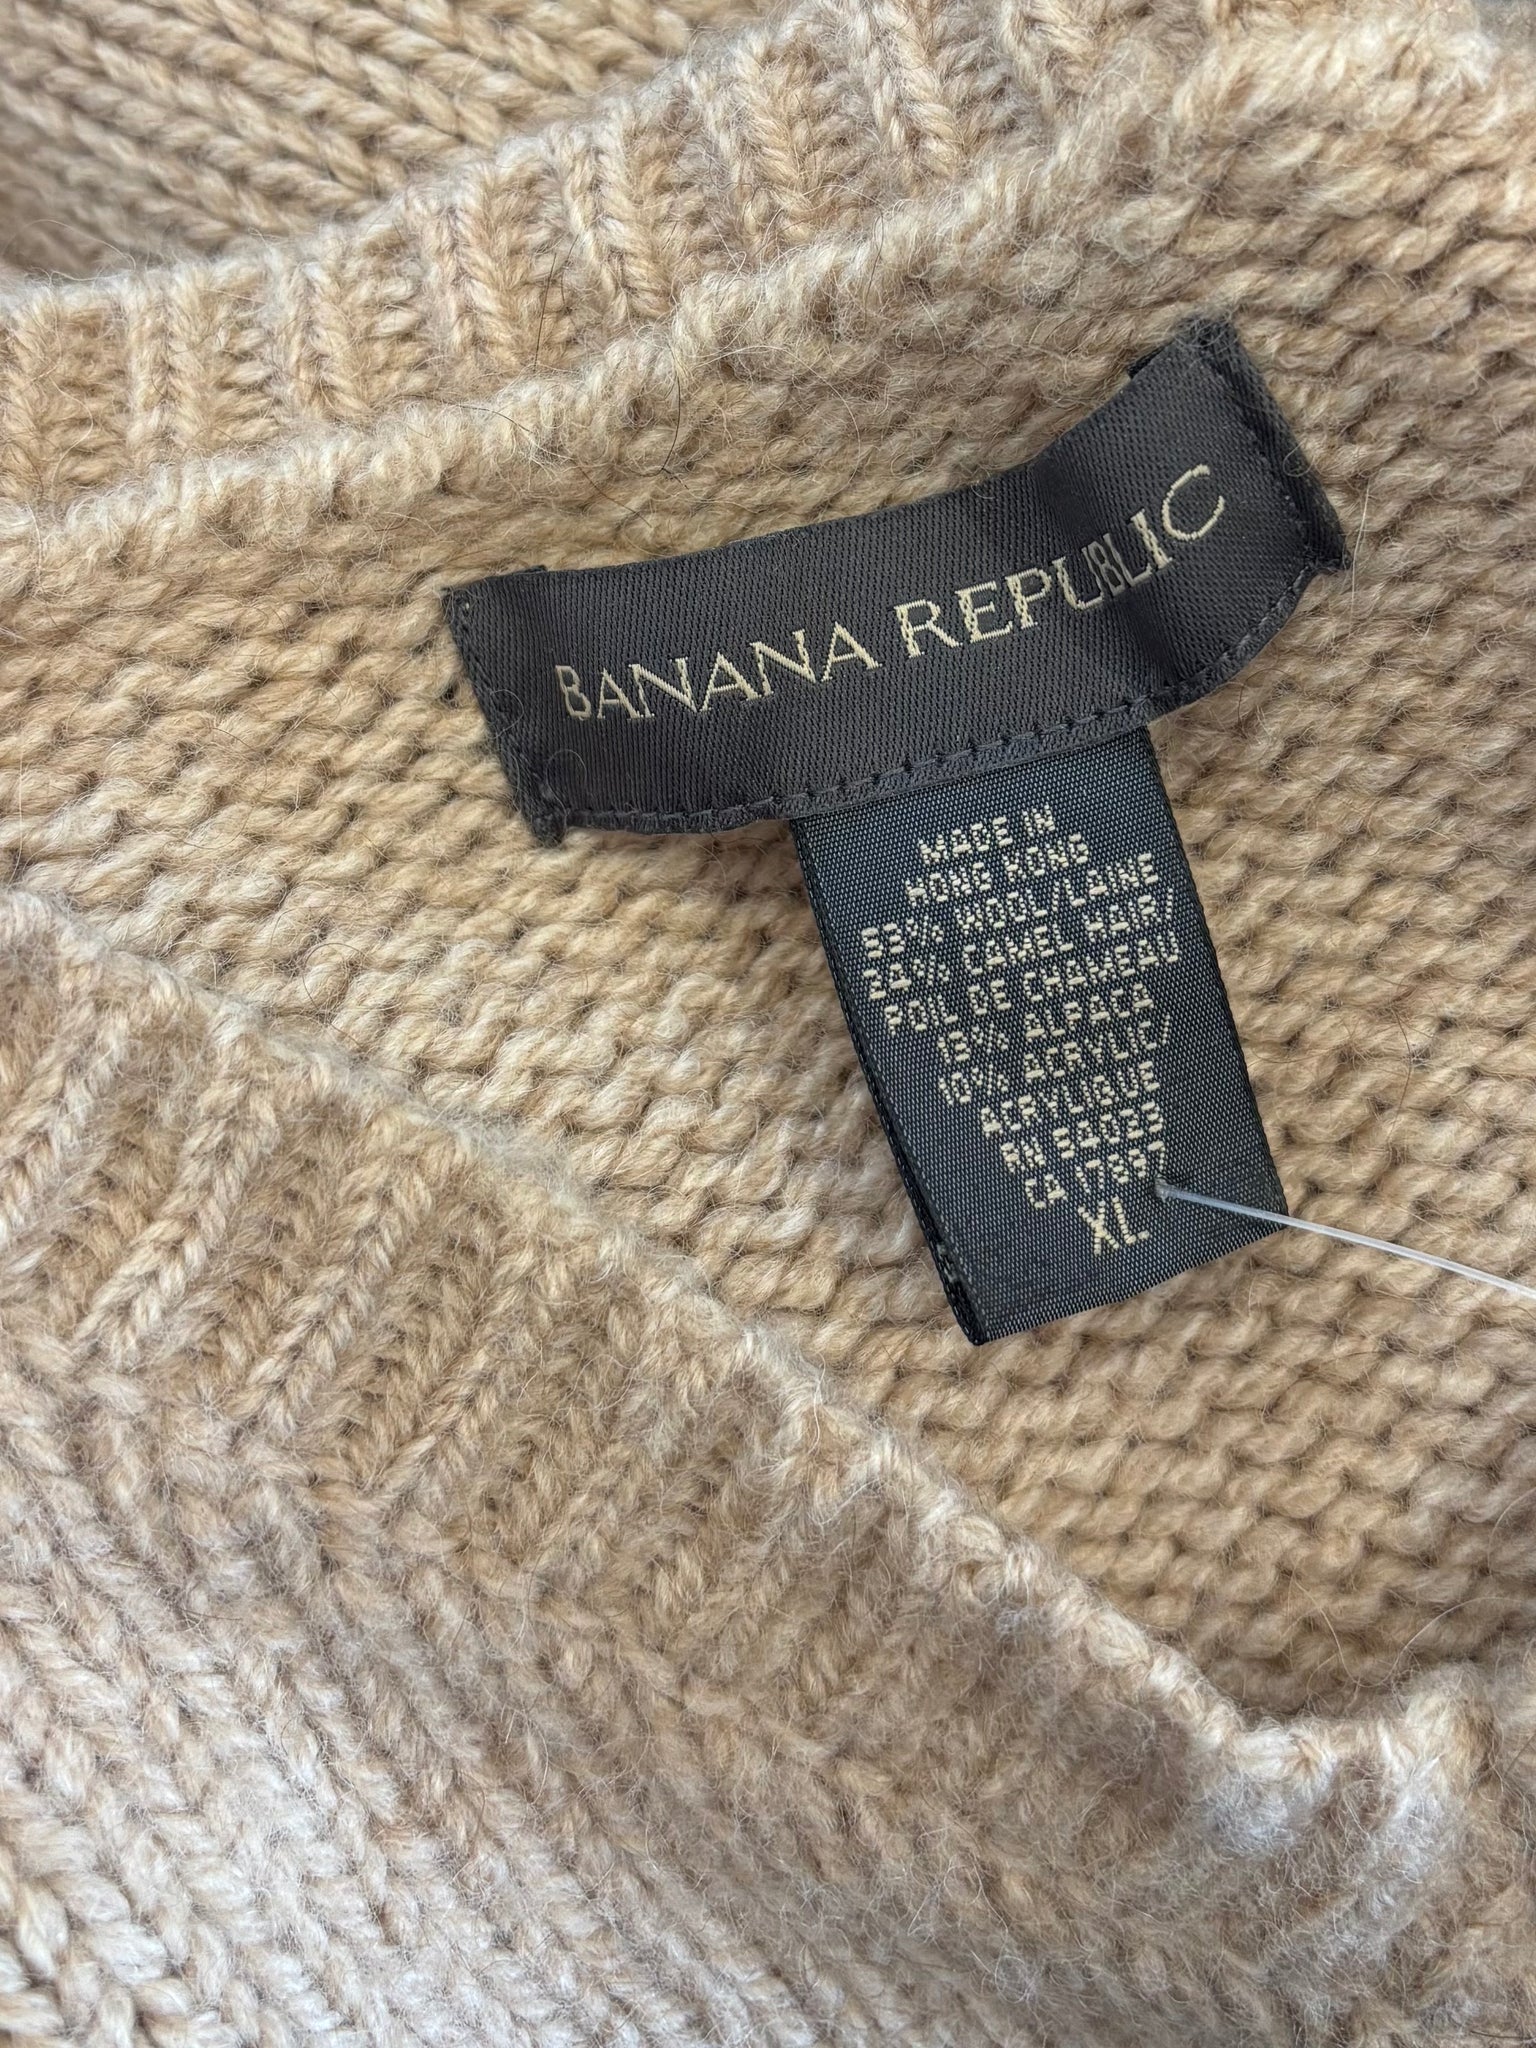 BANANA REPUBLIC
MADE IN
HONG KONG
53% WOOL/LAINE
24% CAMEL HAIR/
POIL DE CHAMEAU
13% ALPACA
10% ACRYLIC/
ACRYLIQUE
RN 54023
CA 17897
XL